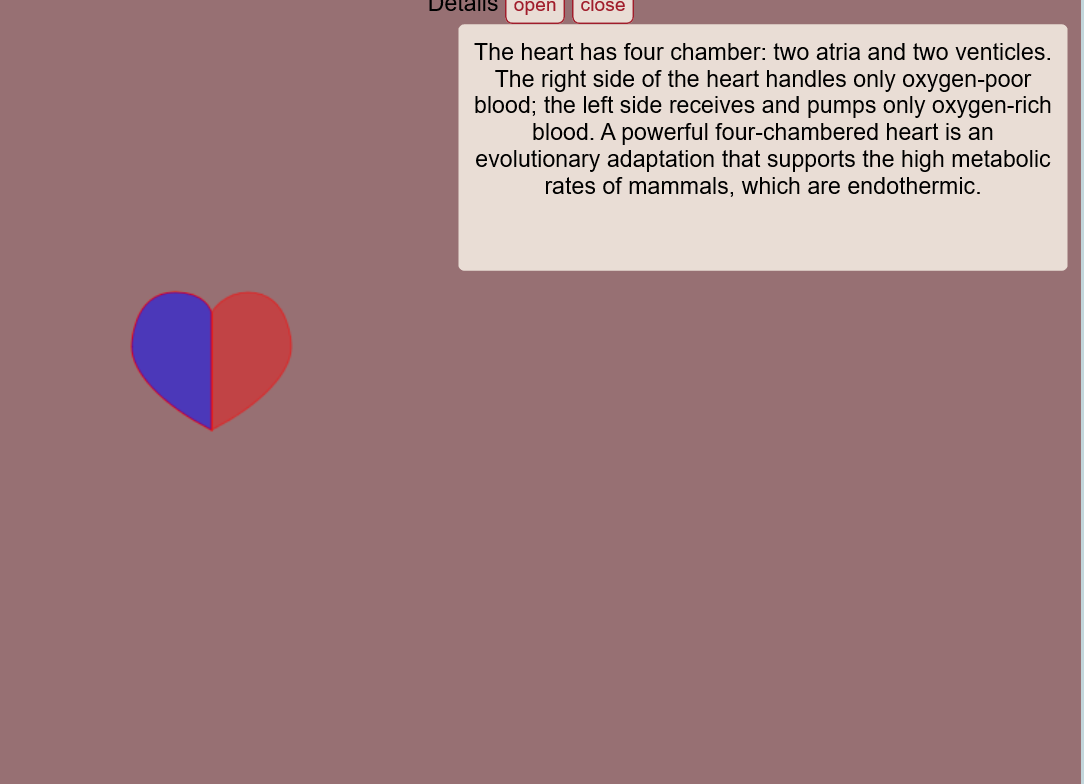 Details open close
The heart has four chamber: two atria and two venticles.
The right side of the heart handles only oxygen-poor
blood; the left side receives and pumps only oxygen-rich
blood. A powerful four-chambered heart is an
evolutionary adaptation that supports the high metabolic
rates of mammals, which are endothermic.